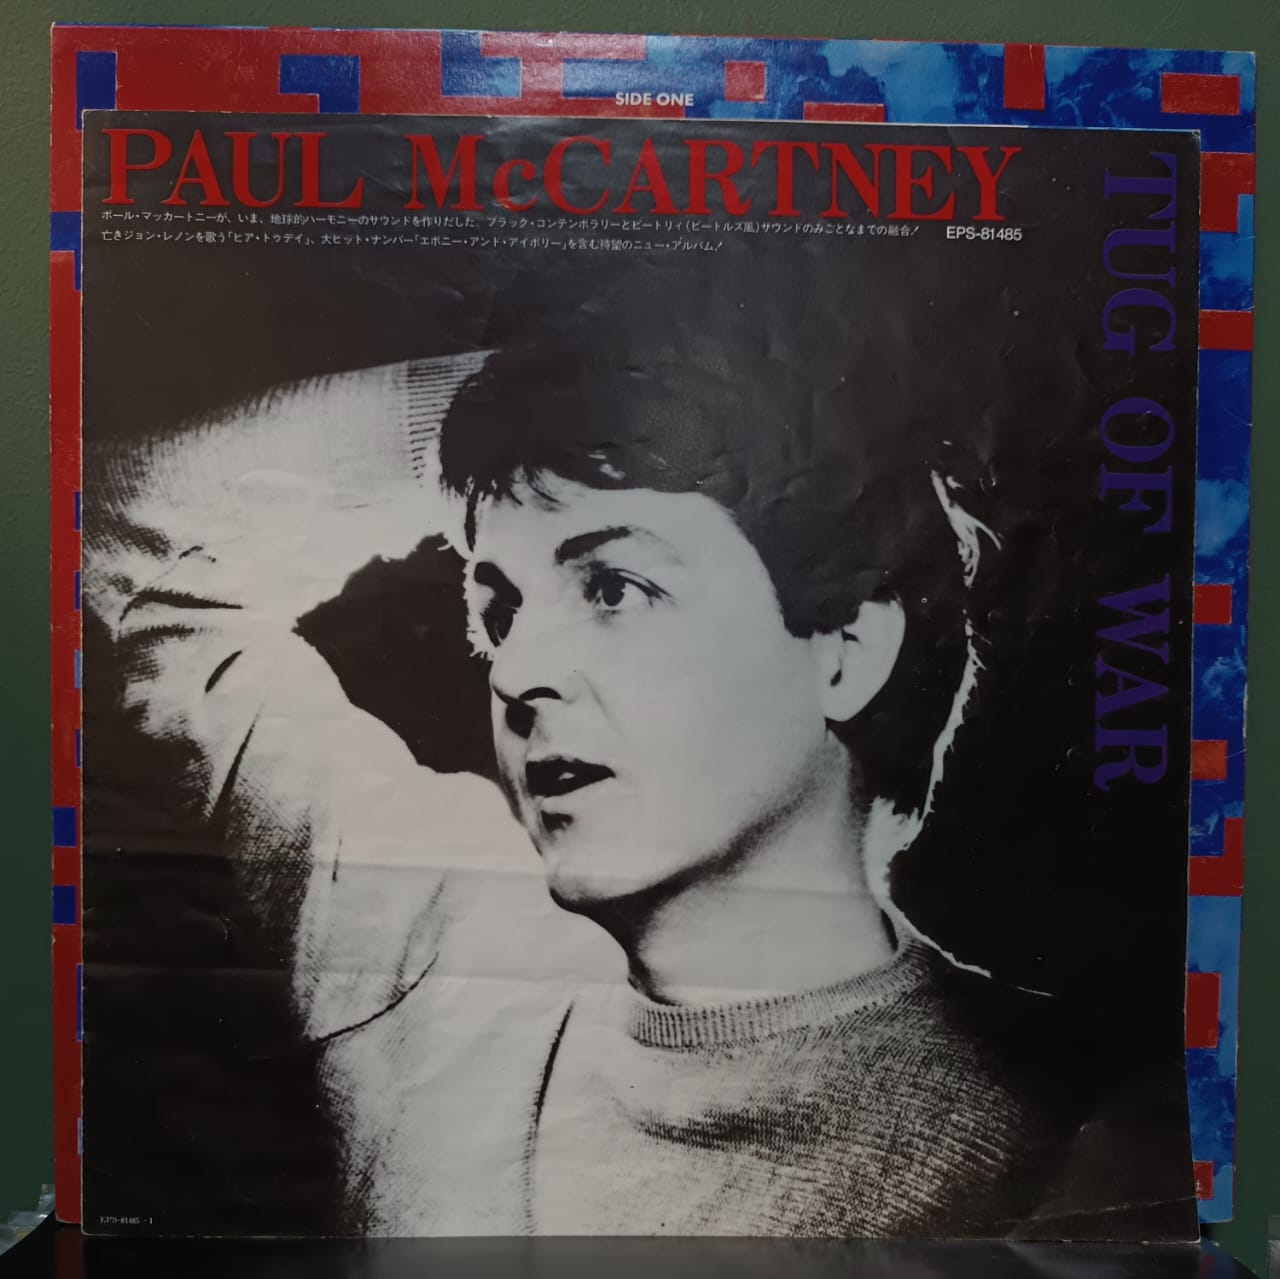 SIDE ONE
PAUL McCARTNEY
ポール・マッカートニーが、いま、地球的ハーモニーのサウンドを作りだした。ブラック・コンテンポラリーとビートリィ(ビートルズ風)サウンドのみごとなまでの融合!
亡きジョン・レノンを歌う「ヒア・トゥデイ」、大ヒット・ナンバー「エボニー・アンド・アイボリー」を含む待望のニュー・アルバム!
EPS-81485
TUG OF WAR
EPS-81485-1